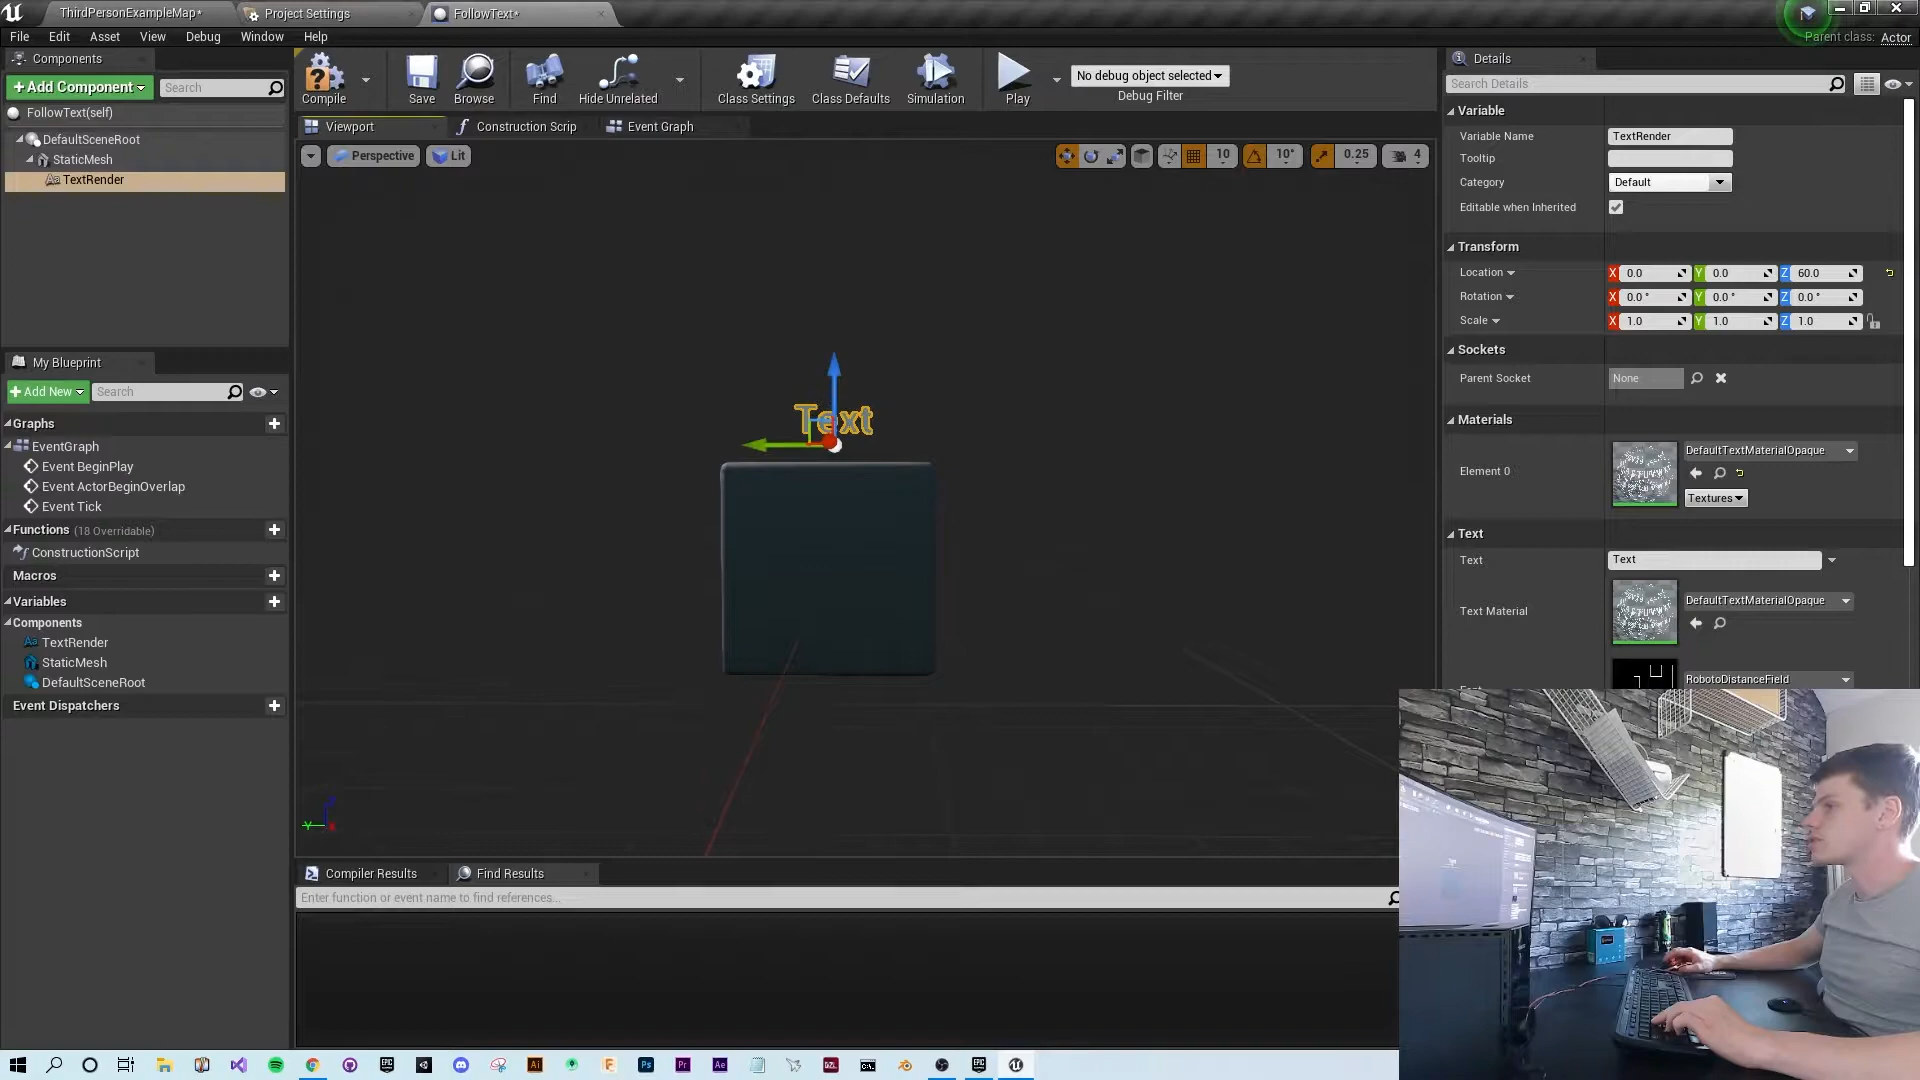 ThirdPersonExampleMap*
Project Settings
FollowText*
File Edit Asset View Debug Window Help
Parent class: Actor
Components
+Add Component
Search
FollowText(self)
DefaultSceneRoot
StaticMesh
TextRender
Compile
Save
Browse
Find
Hide Unrelated
Class Settings
Class Defaults
Simulation
Play
No debug object selected
Debug Filter
Viewport
Construction Scrip
Event Graph
Perspective
Lit
10
10°
0.25
4
Text
My Blueprint
+Add New
Search
Graphs
EventGraph
Event BeginPlay
Event ActorBeginOverlap
Event Tick
Functions (18 Overridable)
ConstructionScript
Macros
Variables
Components
TextRender
StaticMesh
DefaultSceneRoot
Event Dispatchers
Compiler Results
Find Results
Enter function or event name to find references...
Details
Search Details
Variable
Variable Name TextRender
Tooltip
Category Default
Editable when Inherited
Transform
Location X 0.0 Y 0.0 Z 60.0
Rotation X 0.0 ° Y 0.0 ° Z 0.0 °
Scale X 1.0 Y 1.0 Z 1.0
Sockets
Parent Socket None
Materials
Element 0 DefaultTextMaterialOpaque
Textures
Text
Text Text
Text Material DefaultTextMaterialOpaque
RobotoDistanceField